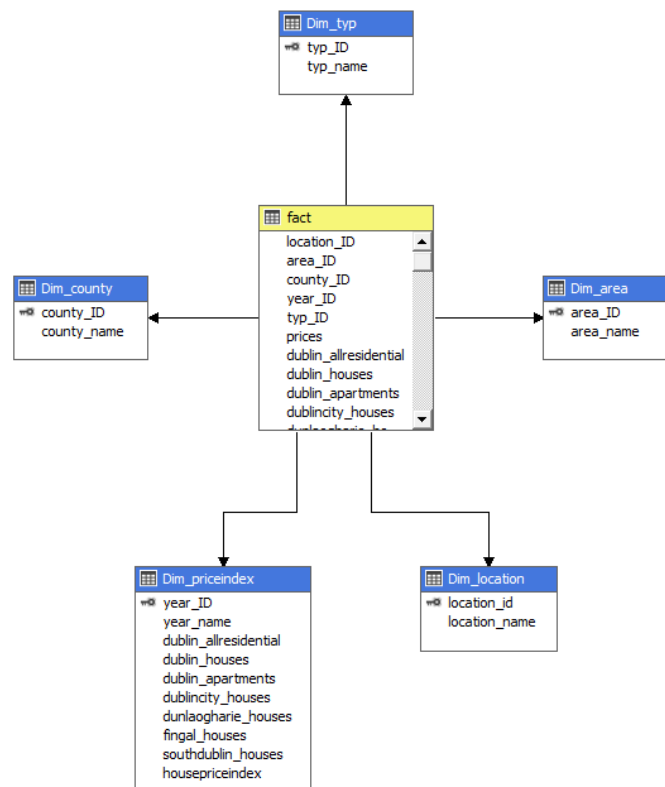 Dim_typ
typ_ID
typ_name
fact
location_ID
area_ID
county_ID
year_ID
typ_ID
prices
dublin_allresidential
dublin_houses
dublin_apartments
dublincity_houses
Dim_county
county_ID
county_name
Dim_area
area_ID
area_name
Dim_priceindex
year_ID
year_name
dublin_allresidential
dublin_houses
dublin_apartments
dublincity_houses
dunlaogharie_houses
fingal_houses
southdublin_houses
housepriceindex
Dim_location
location_id
location_name